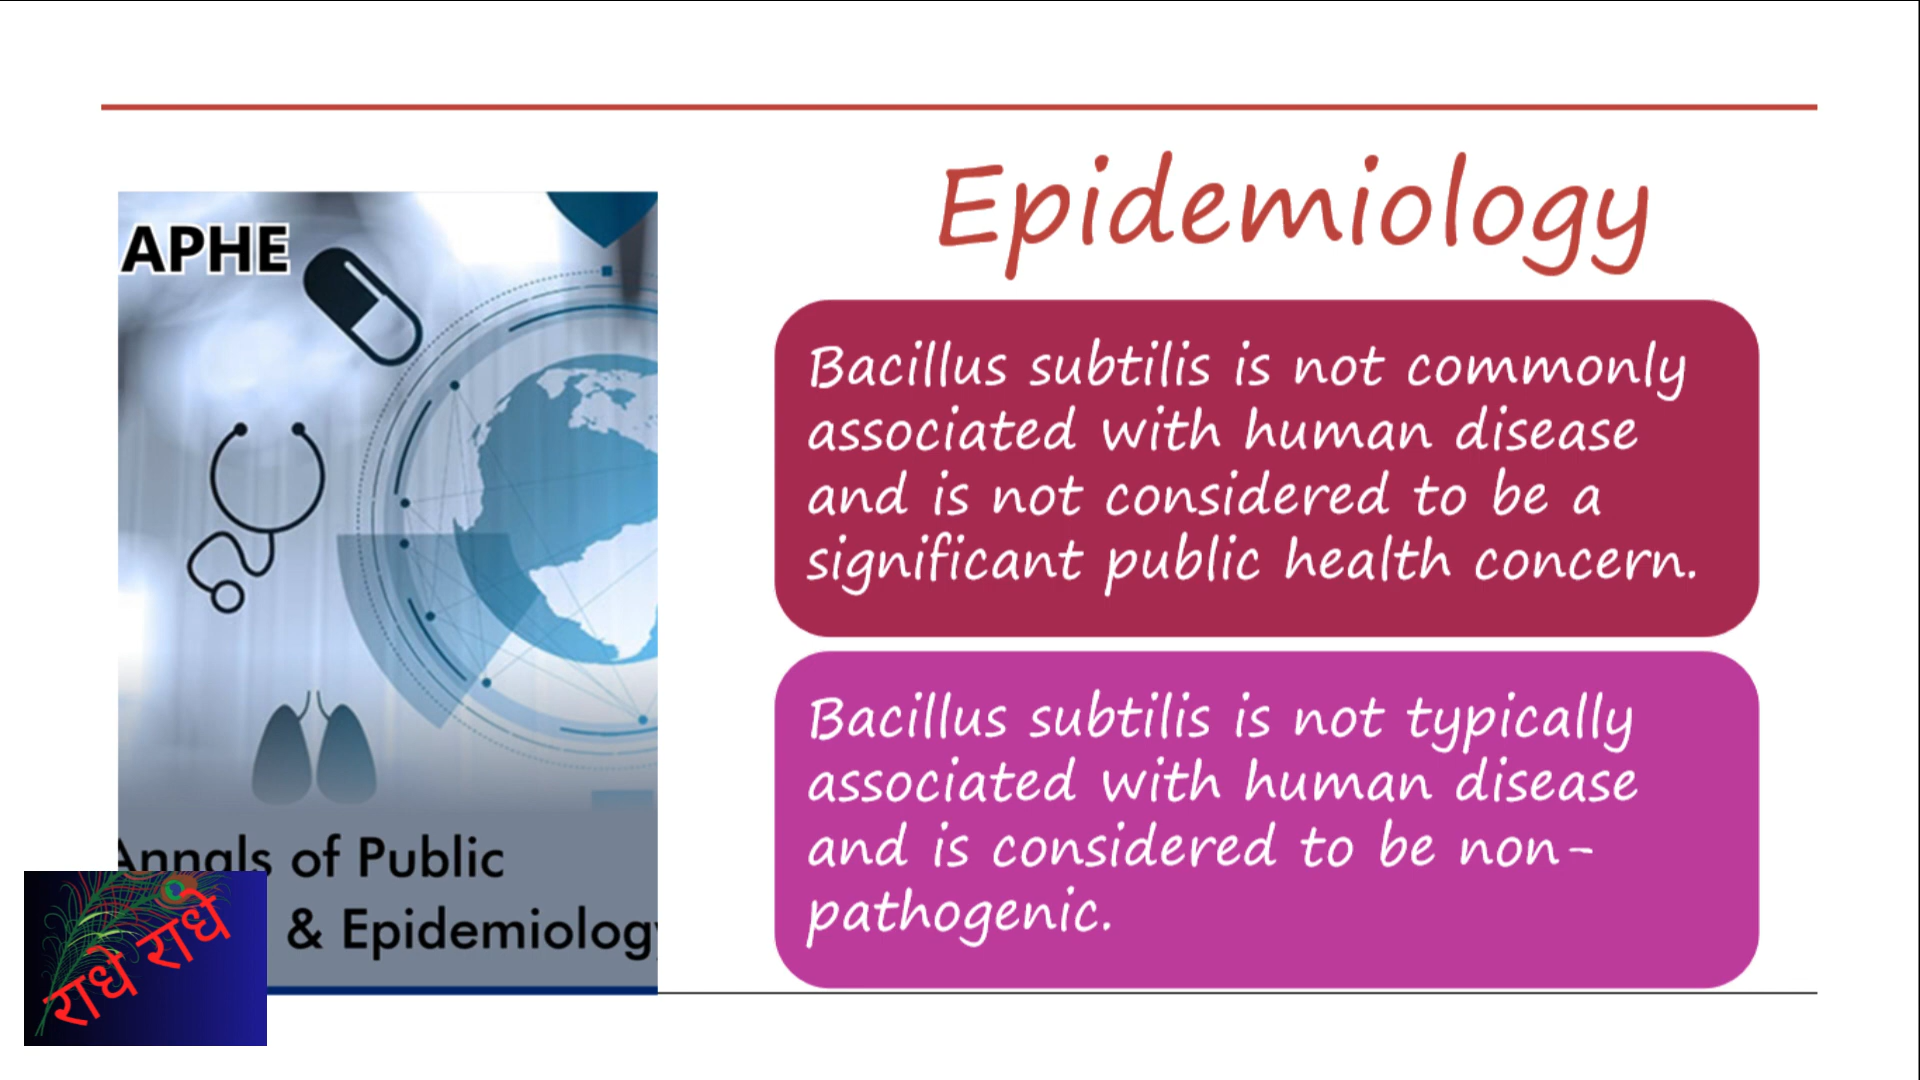 Epidemiology
APHE
Annals of Public
& Epidemiology
राधे राधे
Bacillus subtilis is not commonly
associated with human disease
and is not considered to be a
significant public health concern.
Bacillus subtilis is not typically
associated with human disease
and is considered to be non-
pathogenic.